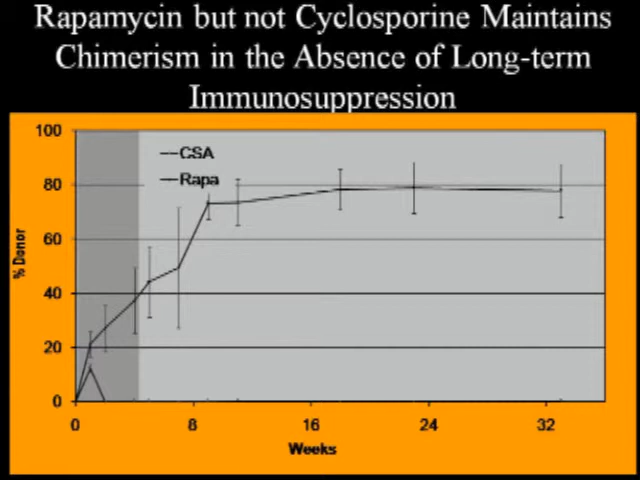 Rapamycin but not Cyclosporine Maintains
Chimerism in the Absence of Long-term
Immunosuppression
100
CSA
80
Rapa
60
% Donor
40
20
0
0 8 16 24 32
Weeks